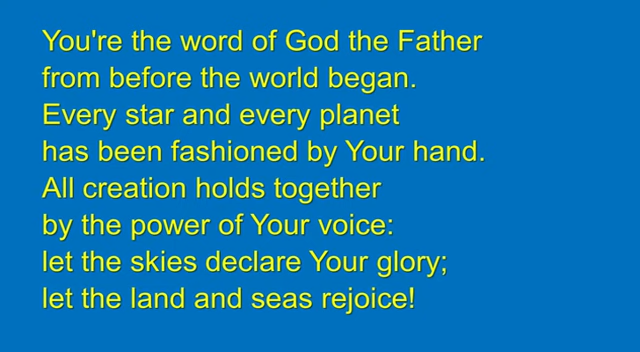 You're the word of God the Father
from before the world began.
Every star and every planet
has been fashioned by Your hand.
All creation holds together
by the power of Your voice:
let the skies declare Your glory;
let the land and seas rejoice!